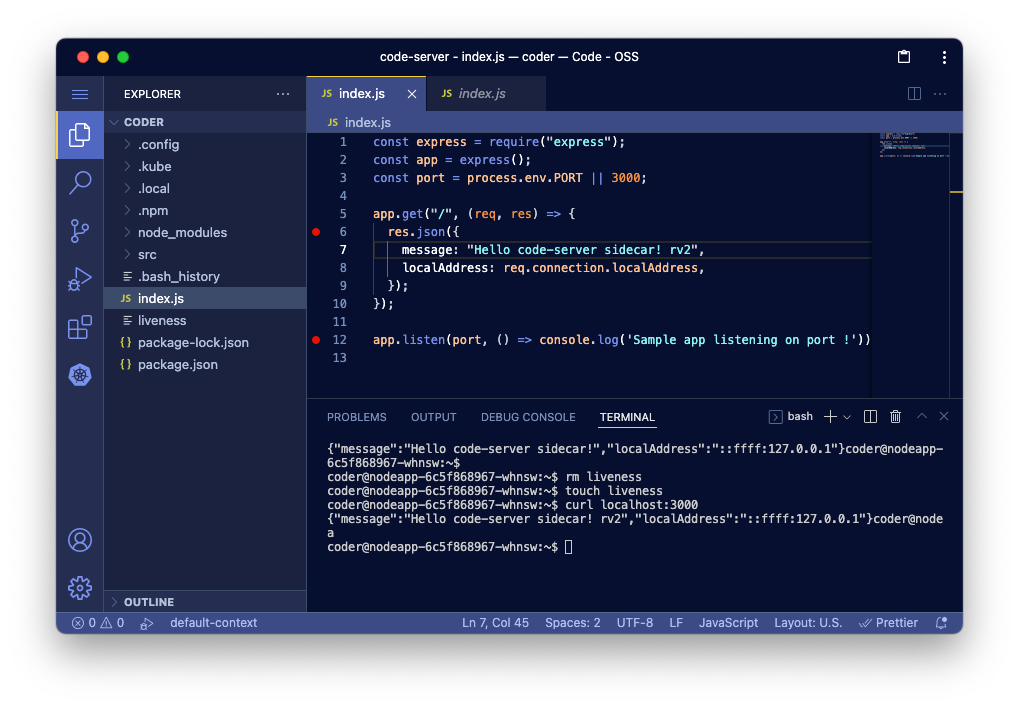 code-server - index.js — coder — Code - OSS
EXPLORER
CODER
.config
.kube
.local
.npm
node_modules
src
.bash_history
JS index.js
liveness
{} package-lock.json
{} package.json
OUTLINE
JS index.js
JS index.js
JS index.js
1 const express = require("express");
2 const app = express();
3 const port = process.env.PORT || 3000;
4
5 app.get("/", (req, res) => {
6 res.json({
7 message: "Hello code-server sidecar! rv2",
8 localAddress: req.connection.localAddress,
9 });
10 });
11
12 app.listen(port, () => console.log('Sample app listening on port !'))
13
PROBLEMS OUTPUT DEBUG CONSOLE TERMINAL bash
{"message":"Hello code-server sidecar!","localAddress":"::ffff:127.0.0.1"}coder@nodeapp-
6c5f868967-whnsw:~$
coder@nodeapp-6c5f868967-whnsw:~$ rm liveness
coder@nodeapp-6c5f868967-whnsw:~$ touch liveness
coder@nodeapp-6c5f868967-whnsw:~$ curl localhost:3000
{"message":"Hello code-server sidecar! rv2","localAddress":"::ffff:127.0.0.1"}coder@node
a
coder@nodeapp-6c5f868967-whnsw:~$
0 0 default-context Ln 7, Col 45 Spaces: 2 UTF-8 LF JavaScript Layout: U.S. Prettier